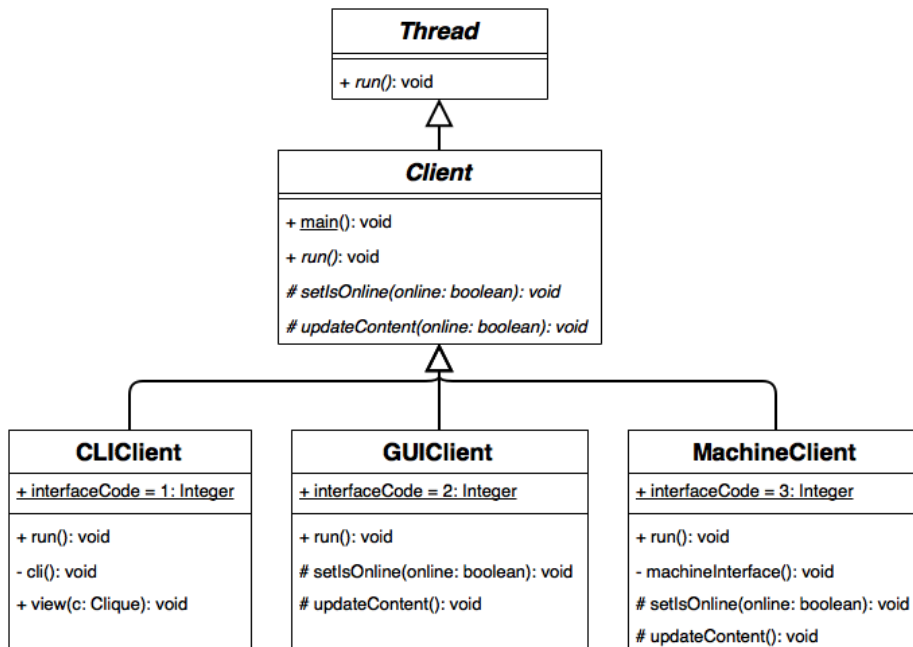 Thread
+ run(): void
Client
+ main(): void
+ run(): void
# setIsOnline(online: boolean): void
# updateContent(online: boolean): void
CLIClient
+ interfaceCode = 1: Integer
+ run(): void
- cli(): void
+ view(c: Clique): void
GUIClient
+ interfaceCode = 2: Integer
+ run(): void
# setIsOnline(online: boolean): void
# updateContent(): void
MachineClient
+ interfaceCode = 3: Integer
+ run(): void
- machineInterface(): void
# setIsOnline(online: boolean): void
# updateContent(): void